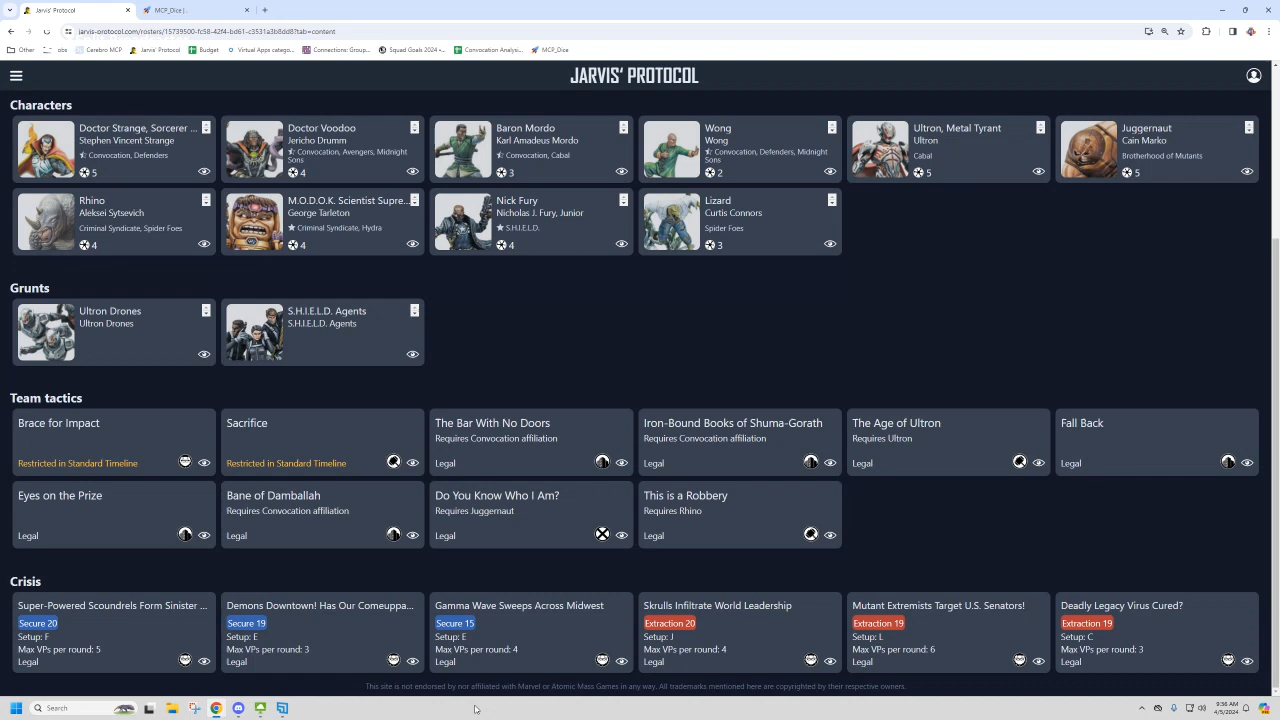 Jarvis' Protocol
MCP_Dice |
jarvis-protocol.com/rosters/15739500-fc58-42f4-bd61-c3531a3b8dd8?tab=content
Other
obs
Cerebro MCP
Jarvis' Protocol
Budget
Virtual Apps catego...
Connections: Group...
Squad Goals 2024 -...
Convocation Analysi...
MCP_Dice
JARVIS' PROTOCOL
Characters
Doctor Strange, Sorcerer ...
Stephen Vincent Strange
Convocation, Defenders
5
Doctor Voodoo
Jericho Drumm
Convocation, Avengers, Midnight
Sons
4
Baron Mordo
Karl Amadeus Mordo
Convocation, Cabal
3
Wong
Wong
Convocation, Defenders, Midnight
Sons
2
Ultron, Metal Tyrant
Ultron
Cabal
5
Juggernaut
Cain Marko
Brotherhood of Mutants
5
Rhino
Aleksei Sytsevich
Criminal Syndicate, Spider Foes
4
M.O.D.O.K. Scientist Supre...
George Tarleton
Criminal Syndicate, Hydra
4
Nick Fury
Nicholas J. Fury, Junior
S.H.I.E.L.D.
4
Lizard
Curtis Connors
Spider Foes
3
Grunts
Ultron Drones
Ultron Drones
S.H.I.E.L.D. Agents
S.H.I.E.L.D. Agents
Team tactics
Brace for Impact
Restricted in Standard Timeline
Sacrifice
Restricted in Standard Timeline
The Bar With No Doors
Requires Convocation affiliation
Legal
Iron-Bound Books of Shuma-Gorath
Requires Convocation affiliation
Legal
The Age of Ultron
Requires Ultron
Legal
Fall Back
Legal
Eyes on the Prize
Legal
Bane of Damballah
Requires Convocation affiliation
Legal
Do You Know Who I Am?
Requires Juggernaut
Legal
This is a Robbery
Requires Rhino
Legal
Crisis
Super-Powered Scoundrels Form Sinister ...
Secure 20
Setup: F
Max VPs per round: 5
Legal
Demons Downtown! Has Our Comeuppa...
Secure 19
Setup: E
Max VPs per round: 3
Legal
Gamma Wave Sweeps Across Midwest
Secure 15
Setup: E
Max VPs per round: 4
Legal
Skrulls Infiltrate World Leadership
Extraction 20
Setup: J
Max VPs per round: 4
Legal
Mutant Extremists Target U.S. Senators!
Extraction 19
Setup: L
Max VPs per round: 6
Legal
Deadly Legacy Virus Cured?
Extraction 19
Setup: C
Max VPs per round: 3
Legal
This site is not endorsed by nor affiliated with Marvel or Atomic Mass Games in any way. All trademarks mentioned here are copyrighted by their respective owners.
Search
9:36 AM
4/5/2024